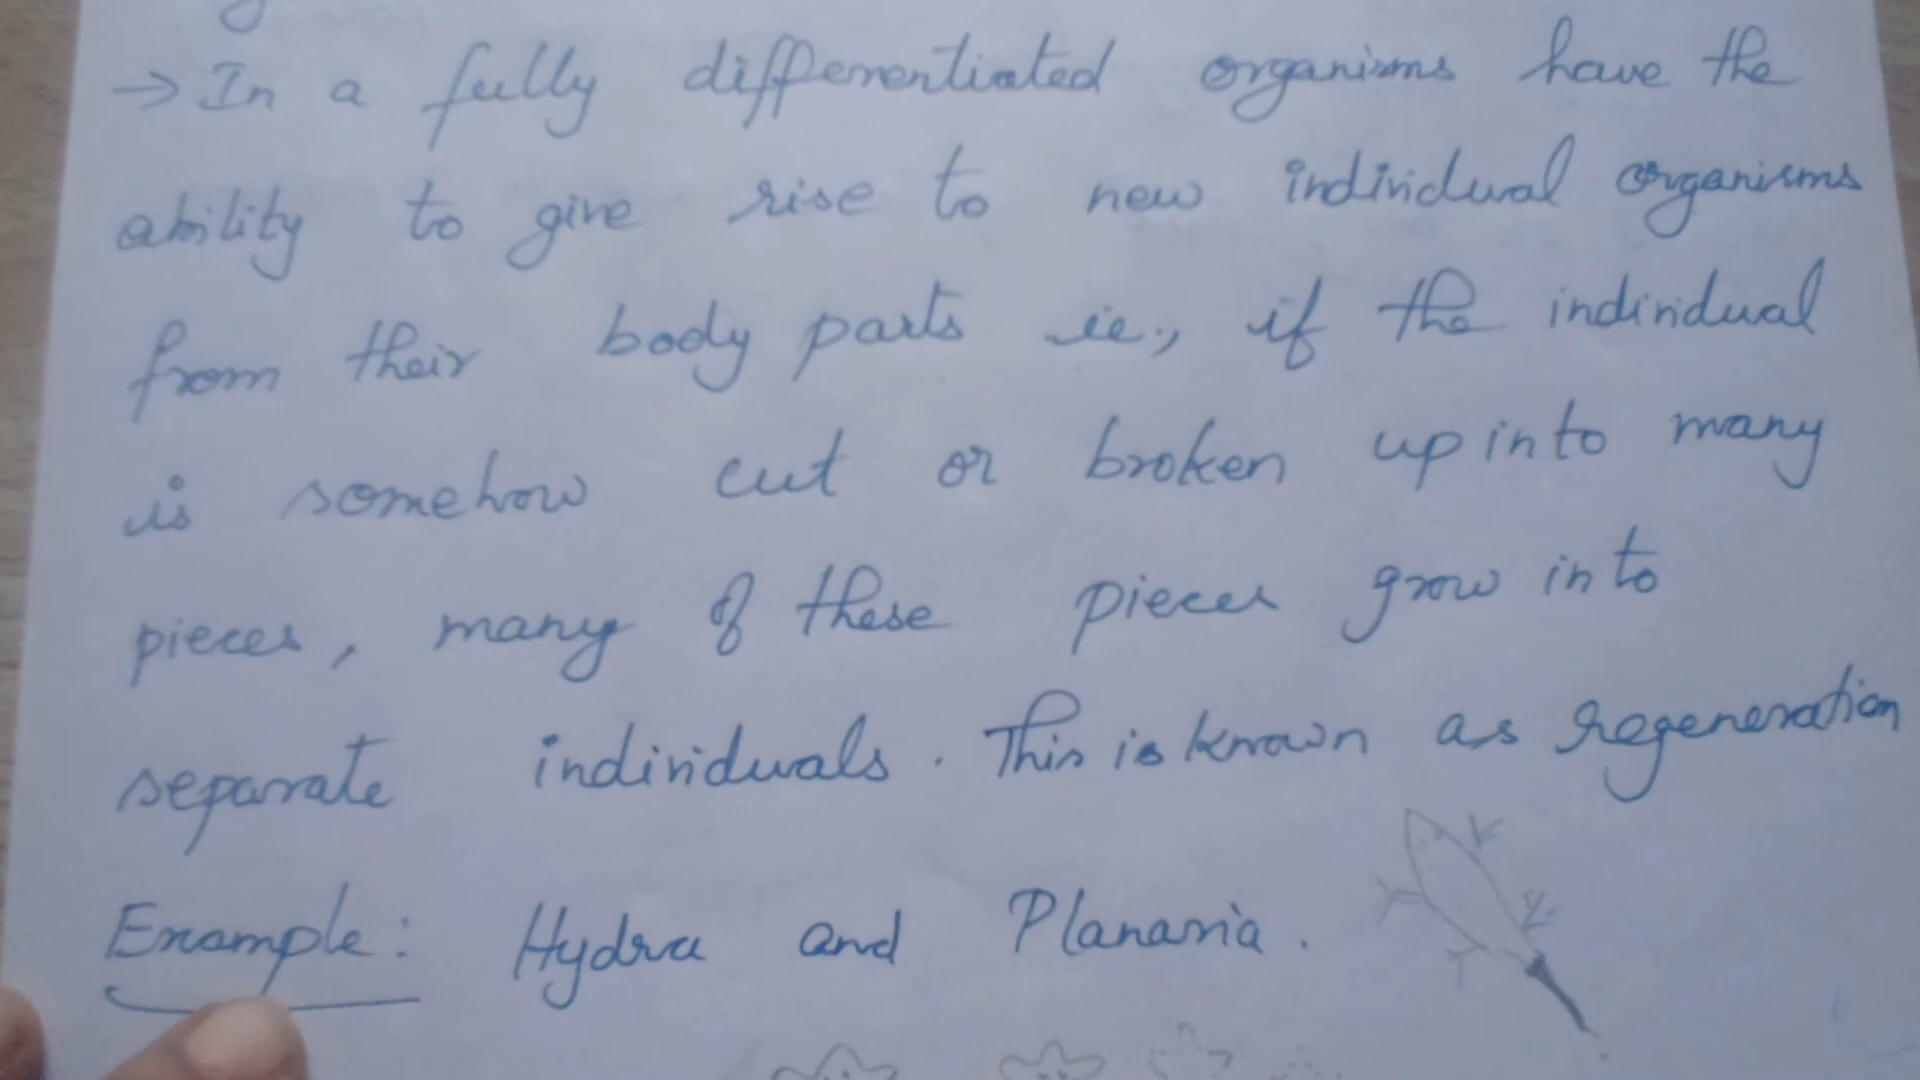 → In a fully differentiated organisms have the
ability to give rise to new individual organisms
from their body parts ie., if the individual
is somehow cut or broken up into many
pieces, many of these pieces grow into
separate individuals. This is known as regeneration
Example: Hydra and Planaria.